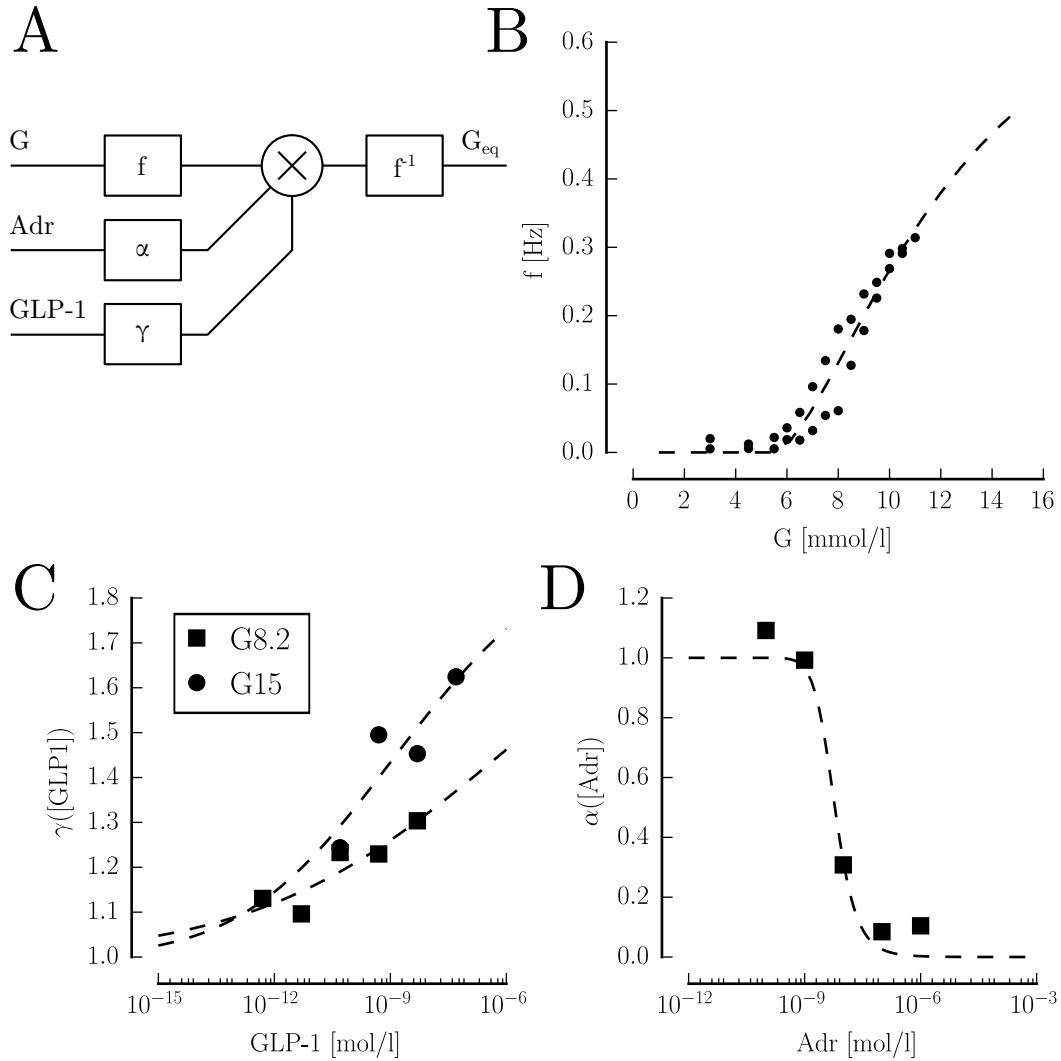 A
G
f
f⁻¹
G_eq
Adr
α
GLP-1
γ
B
0.6
0.5
0.4
0.3
0.2
0.1
0.0
f [Hz]
0 2 4 6 8 10 12 14 16
G [mmol/l]
C
1.8
1.7
1.6
1.5
1.4
1.3
1.2
1.1
1.0
γ([GLP1])
G8.2
G15
10⁻¹⁵ 10⁻¹² 10⁻⁹ 10⁻⁶
GLP-1 [mol/l]
D
1.2
1.0
0.8
0.6
0.4
0.2
0.0
α([Adr])
10⁻¹² 10⁻⁹ 10⁻⁶ 10⁻³
Adr [mol/l]